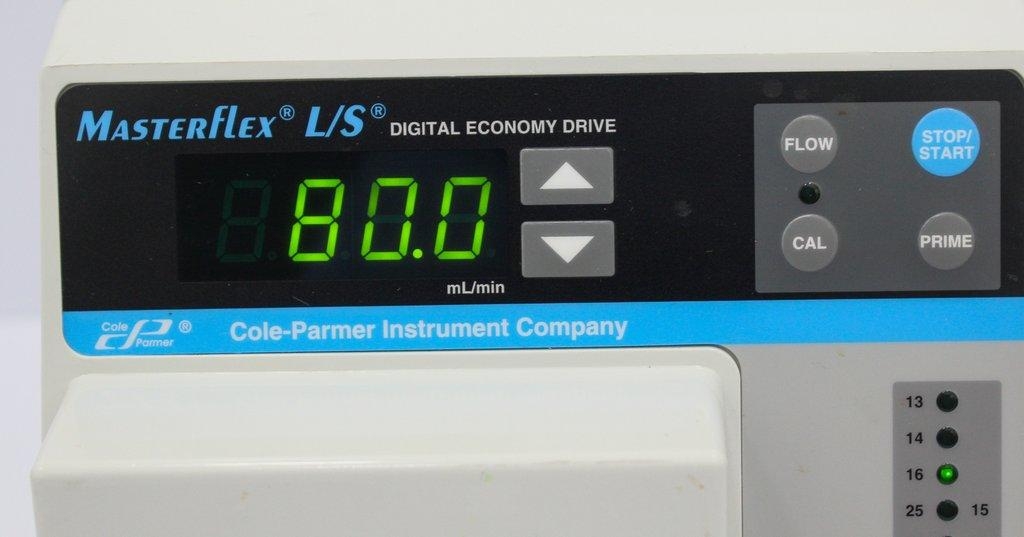 MASTERFLEX® L/S® DIGITAL ECONOMY DRIVE
80.0
mL/min
FLOW
STOP/
START
CAL
PRIME
Cole
Parmer ®
Cole-Parmer Instrument Company
13
14
16
25 15